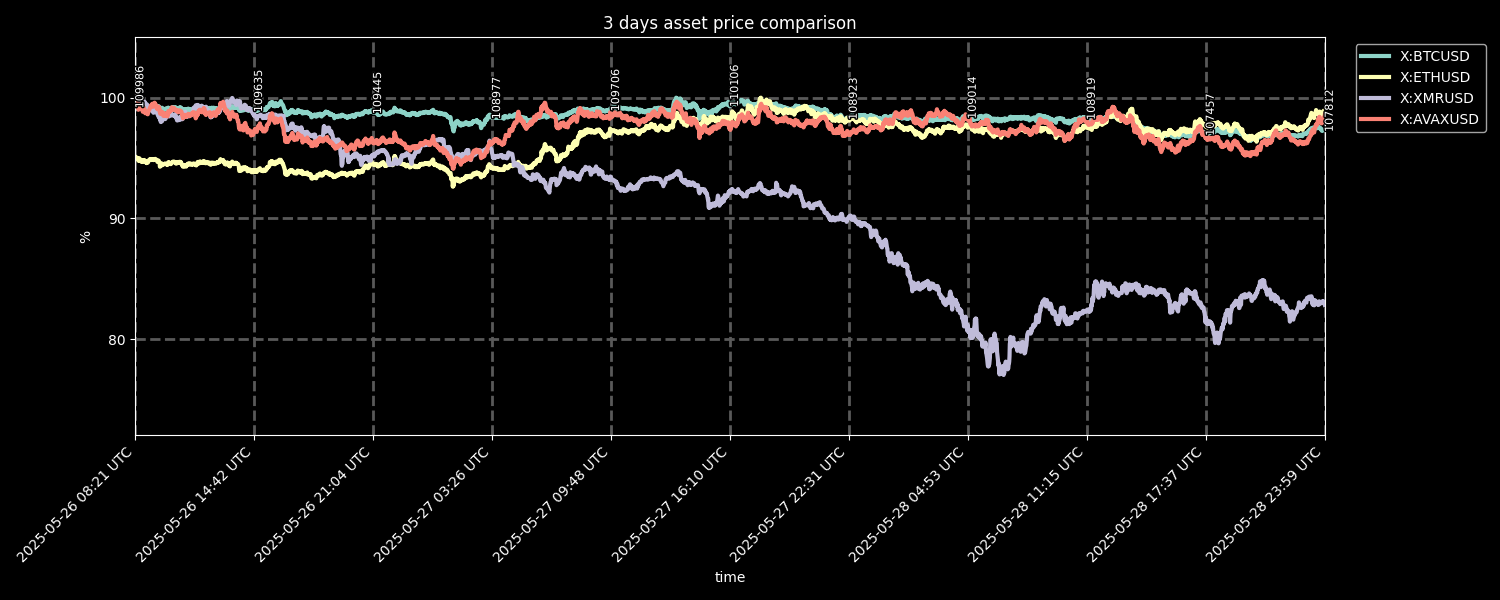 3 days asset price comparison
X:BTCUSD
X:ETHUSD
X:XMRUSD
X:AVAXUSD
109986
109635
109445
108977
109706
110106
108923
109014
108919
107457
107812
100
90
80
%
2025-05-26 08:21 UTC
2025-05-26 14:42 UTC
2025-05-26 21:04 UTC
2025-05-27 03:26 UTC
2025-05-27 09:48 UTC
2025-05-27 16:10 UTC
2025-05-27 22:31 UTC
2025-05-28 04:53 UTC
2025-05-28 11:15 UTC
2025-05-28 17:37 UTC
2025-05-28 23:59 UTC
time